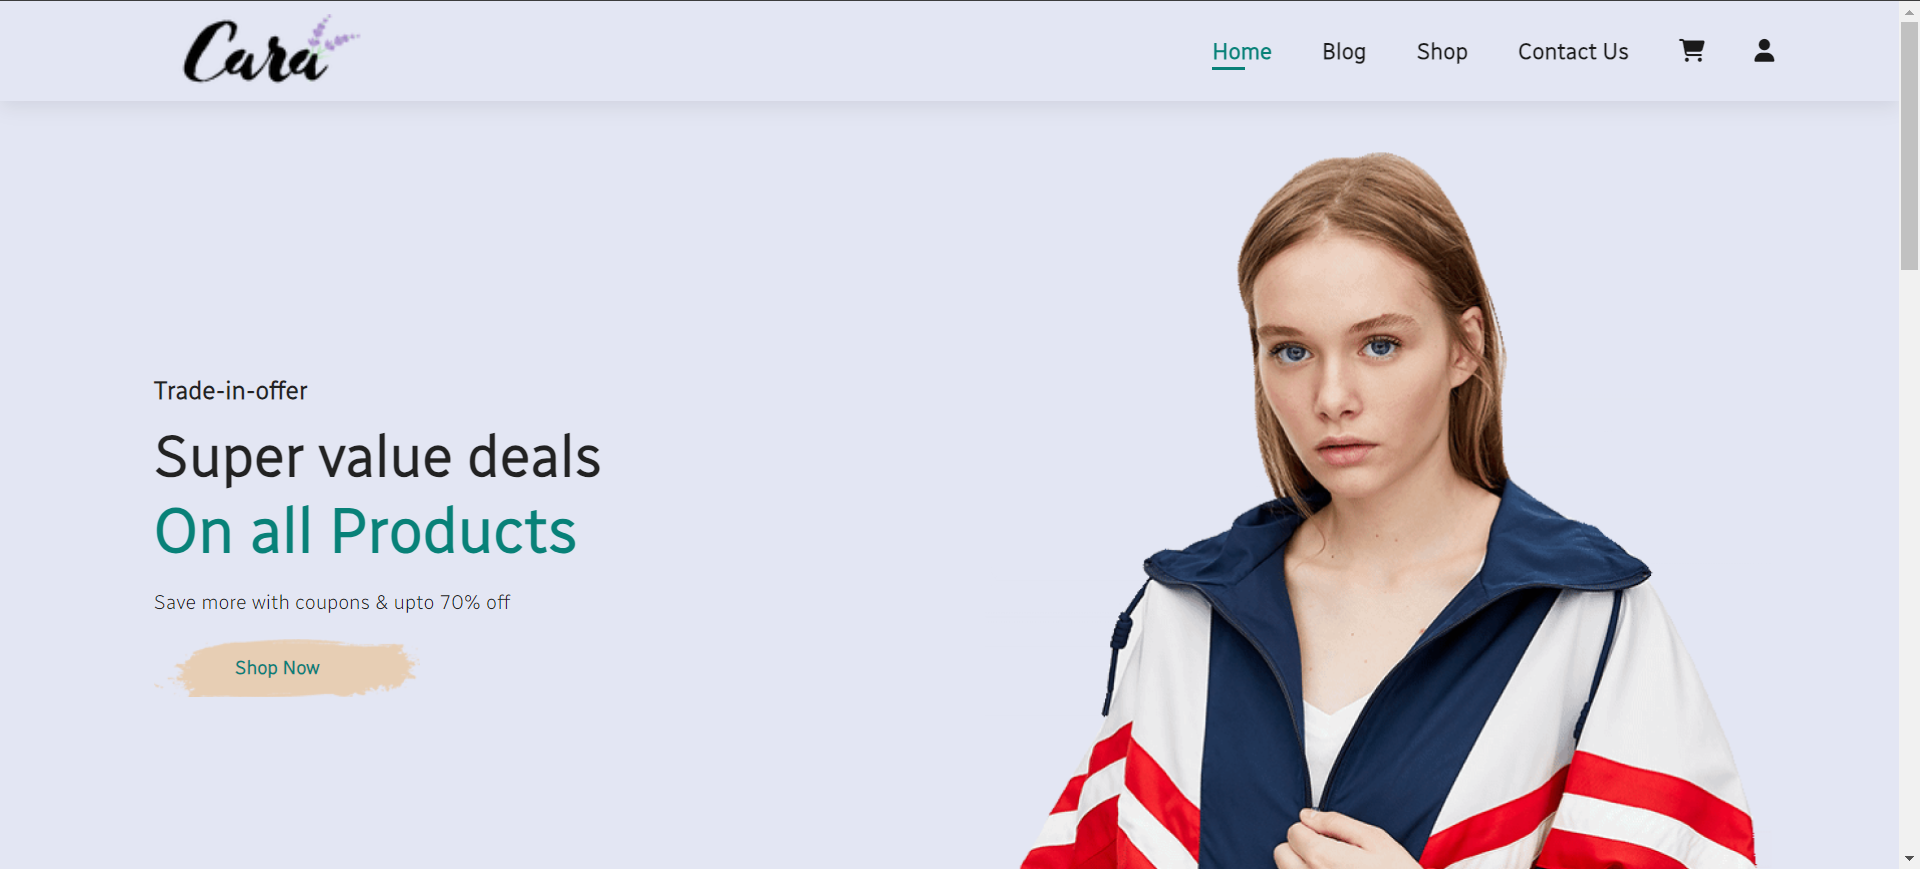 Cara
Home Blog Shop Contact Us
Trade-in-offer
Super value deals
On all Products
Save more with coupons & upto 70% off
Shop Now